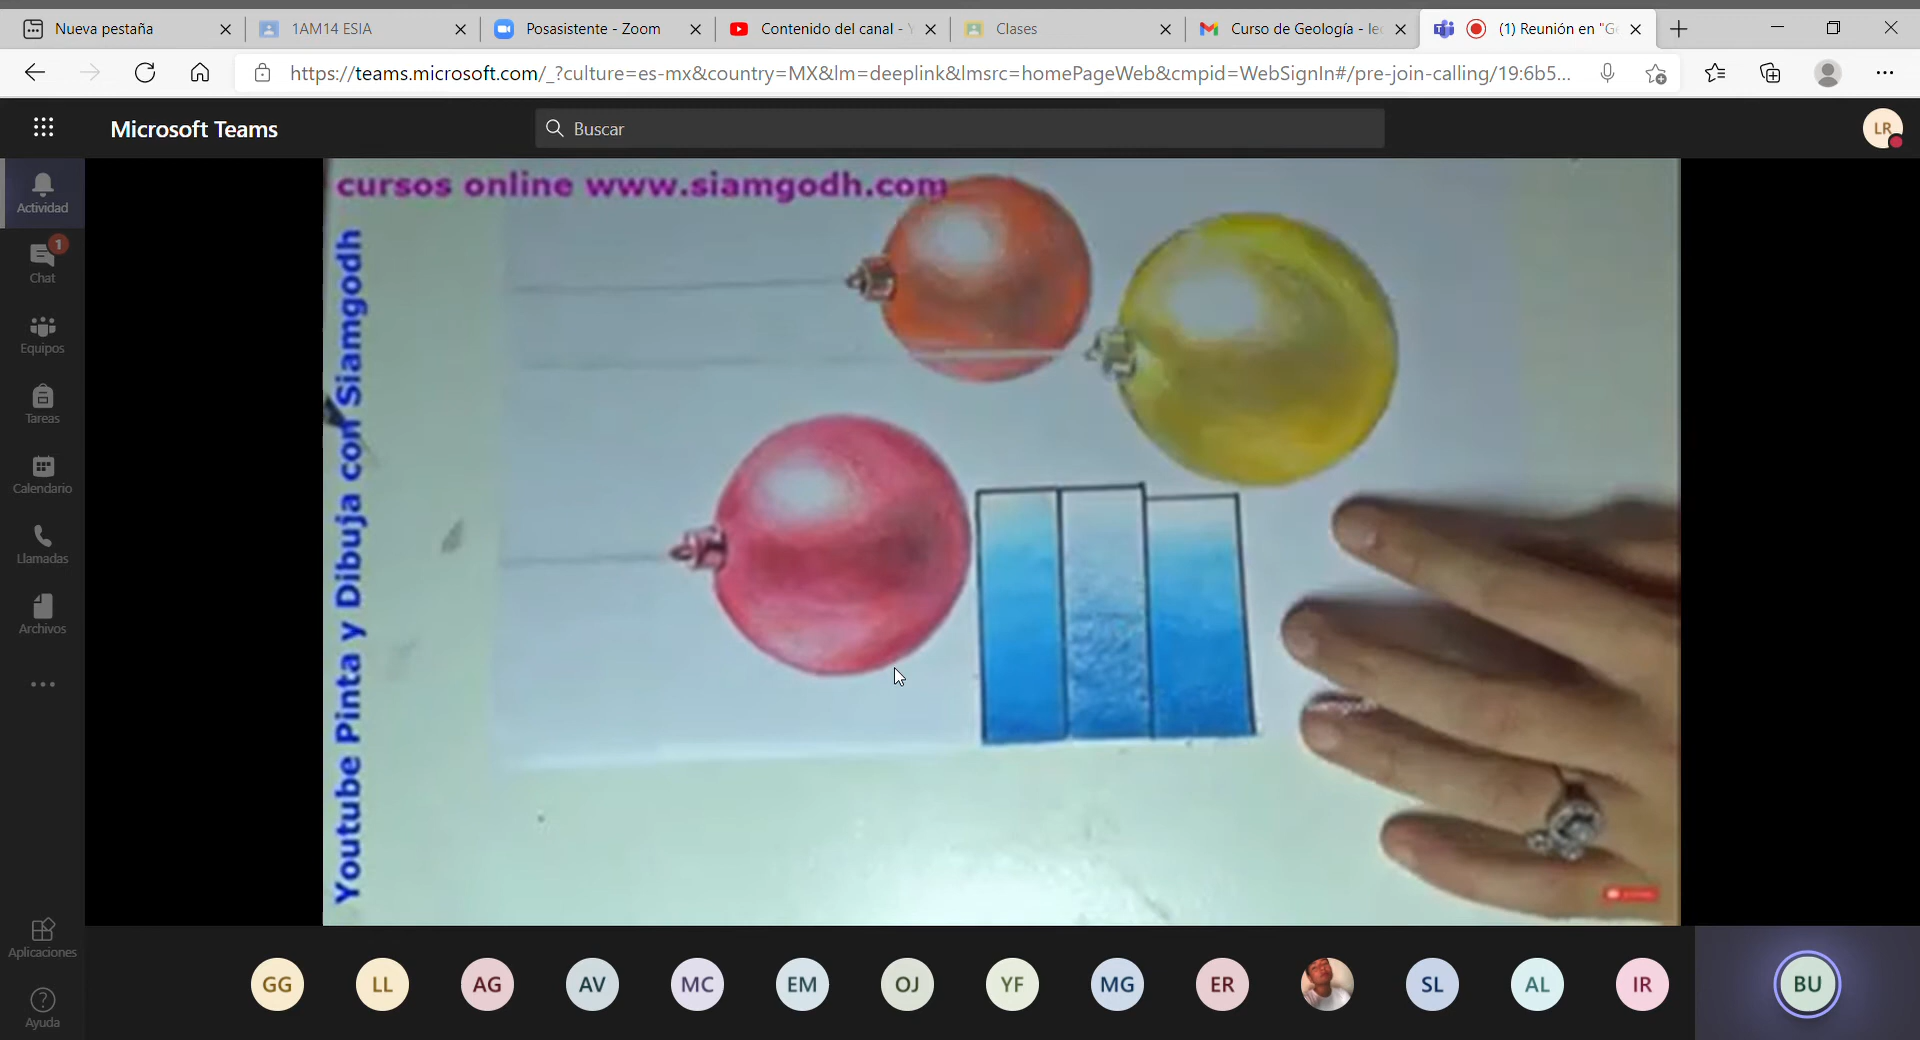 Nueva pestaña
1AM14 ESIA
Posasistente - Zoom
Contenido del canal - Y
Clases
Curso de Geología - le
(1) Reunión en "G
https://teams.microsoft.com/_?culture=es-mx&country=MX&lm=deeplink&lmsrc=homePageWeb&cmpid=WebSignIn#/pre-join-calling/19:6b5...
Microsoft Teams
Buscar
LR
Actividad
1
Chat
Equipos
Tareas
Calendario
Llamadas
Archivos
Aplicaciones
Ayuda
cursos online www.siamgodh.com
Youtube Pinta y Dibuja con Siamgodh
GG
LL
AG
AV
MC
EM
OJ
YF
MG
ER
SL
AL
IR
BU